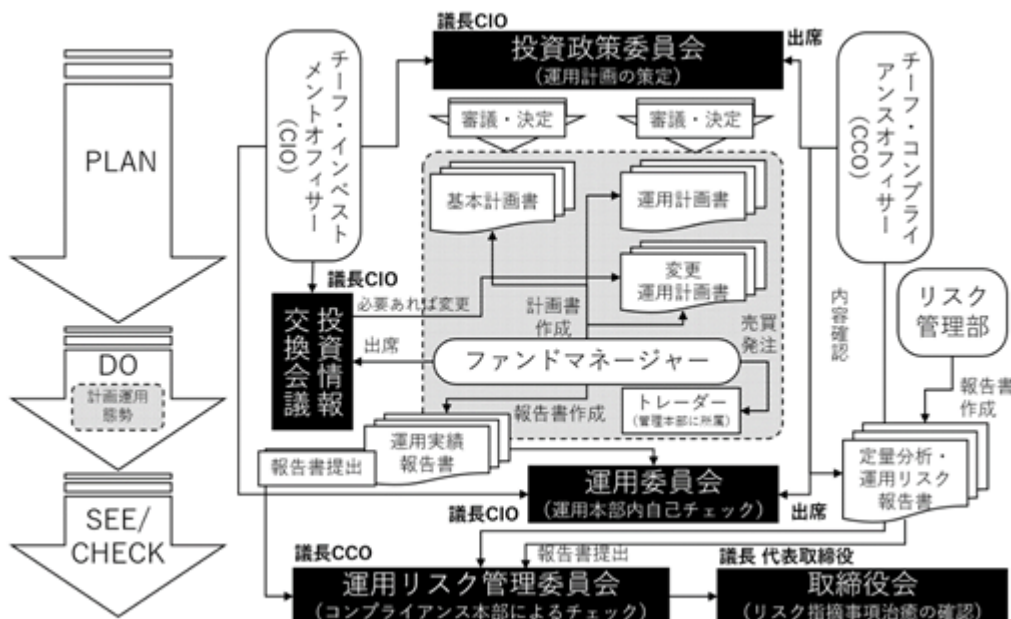 議長CIO
投資政策委員会
(運用計画の策定)
出席
チーフ・インベスト
メントオフィサー
(CIO)
チーフ・コンプライ
アンスオフィサー
(CCO)
PLAN
審議・決定
審議・決定
基本計画書
運用計画書
変更
運用計画書
議長CIO
必要あれば変更
投資情報
交換会議
計画書
作成
売買
発注
内容確認
リスク
管理部
DO
計画運用
態勢
出席
ファンドマネージャー
報告書作成
トレーダー
(管理本部に所属)
報告書
作成
運用実績
報告書
報告書提出
定量分析・
運用リスク
報告書
運用委員会
(運用本部内自己チェック)
議長CIO
出席
SEE/
CHECK
議長CCO
報告書提出
議長 代表取締役
運用リスク管理委員会
(コンプライアンス本部によるチェック)
取締役会
(リスク指摘事項治癒の確認)